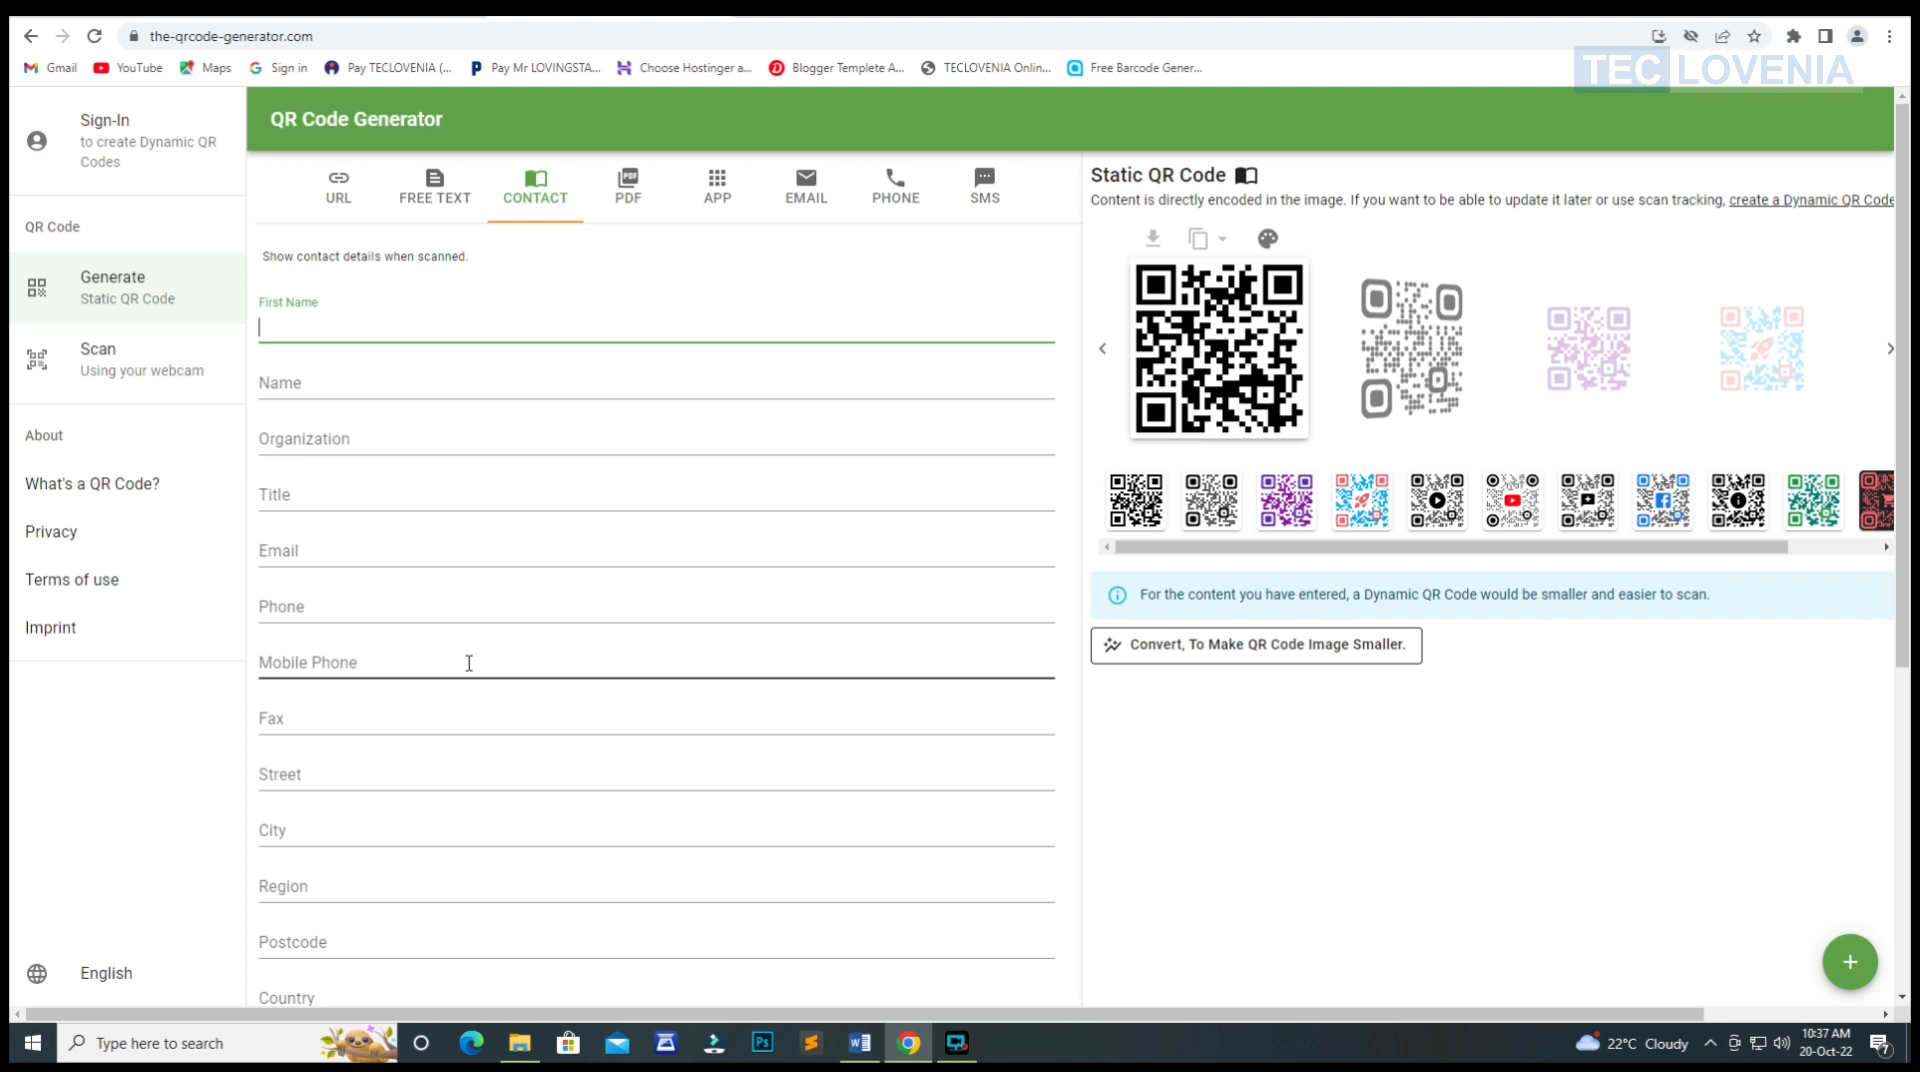 the-qrcode-generator.com
Gmail YouTube Maps Sign in Pay TECLOVENIA (... Pay Mr LOVINGSTA... Choose Hostinger a... Blogger Templete A... TECLOVENIA Onlin... Free Barcode Gener...
TEC LOVENIA
Sign-In
to create Dynamic QR
Codes
QR Code
Generate
Static QR Code
Scan
Using your webcam
About
What's a QR Code?
Privacy
Terms of use
Imprint
English
QR Code Generator
URL FREE TEXT CONTACT PDF APP EMAIL PHONE SMS
Show contact details when scanned.
First Name
Name
Organization
Title
Email
Phone
Mobile Phone
Fax
Street
City
Region
Postcode
Country
Static QR Code
Content is directly encoded in the image. If you want to be able to update it later or use scan tracking, create a Dynamic QR Code
For the content you have entered, a Dynamic QR Code would be smaller and easier to scan.
Convert, To Make QR Code Image Smaller.
Type here to search
Ps
22°C Cloudy
10:37 AM
20-Oct-22
7